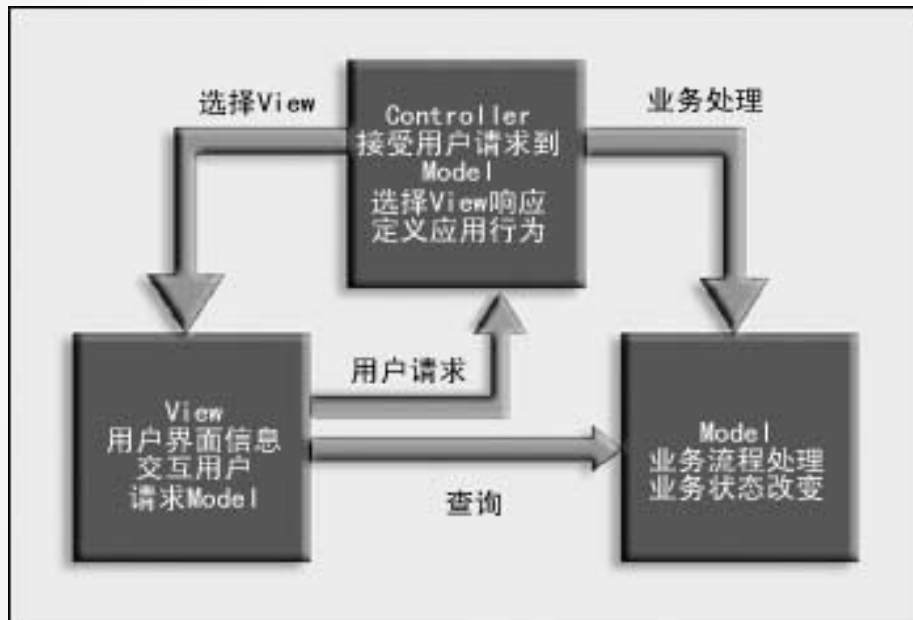 选择View
业务处理
Controller
接受用户请求到
Model
选择View响应
定义应用行为
用户请求
View
用户界面信息
交互用户
请求Model
查询
Model
业务流程处理
业务状态改变